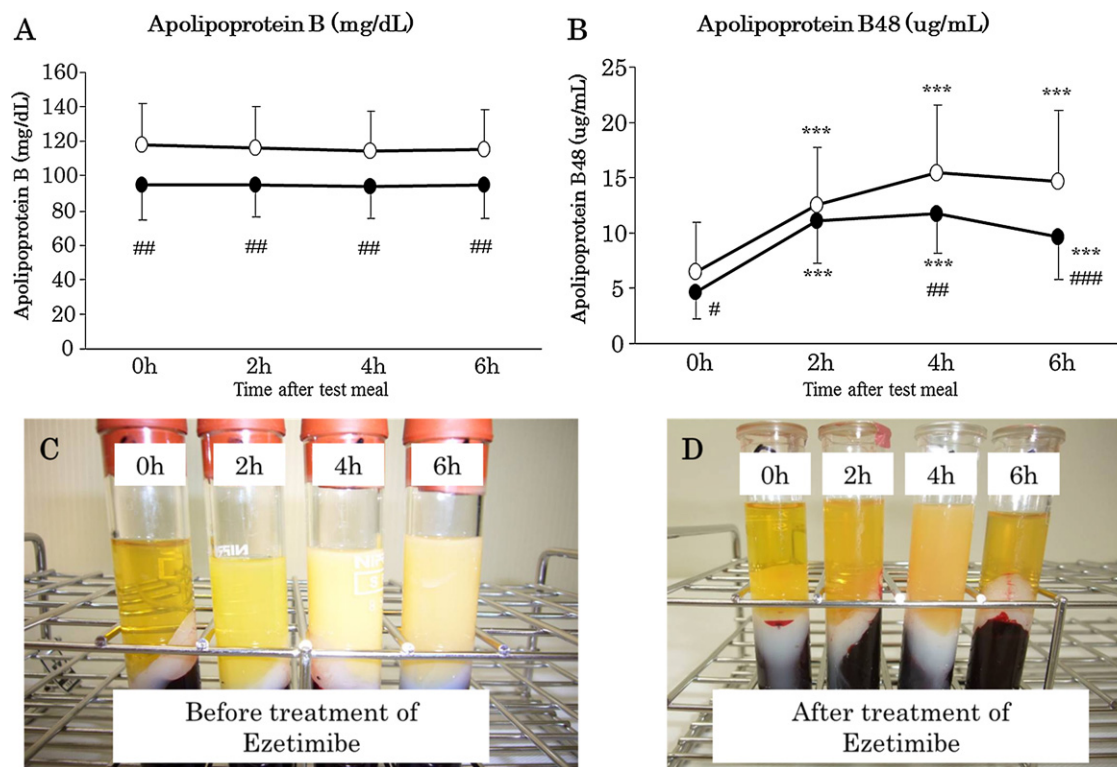 A
Apolipoprotein B (mg/dL)
Apolipoprotein B (mg/dL)
160
140
120
100
80
60
40
20
0
##
##
##
##
0h
2h
4h
6h
Time after test meal
B
Apolipoprotein B48 (ug/mL)
Apolipoprotein B48 (ug/mL)
25
20
15
10
5
0
***
***
***
#
***
***
##
***
###
0h
2h
4h
6h
Time after test meal
C
0h
2h
4h
6h
Before treatment of
Ezetimibe
D
0h
2h
4h
6h
After treatment of
Ezetimibe